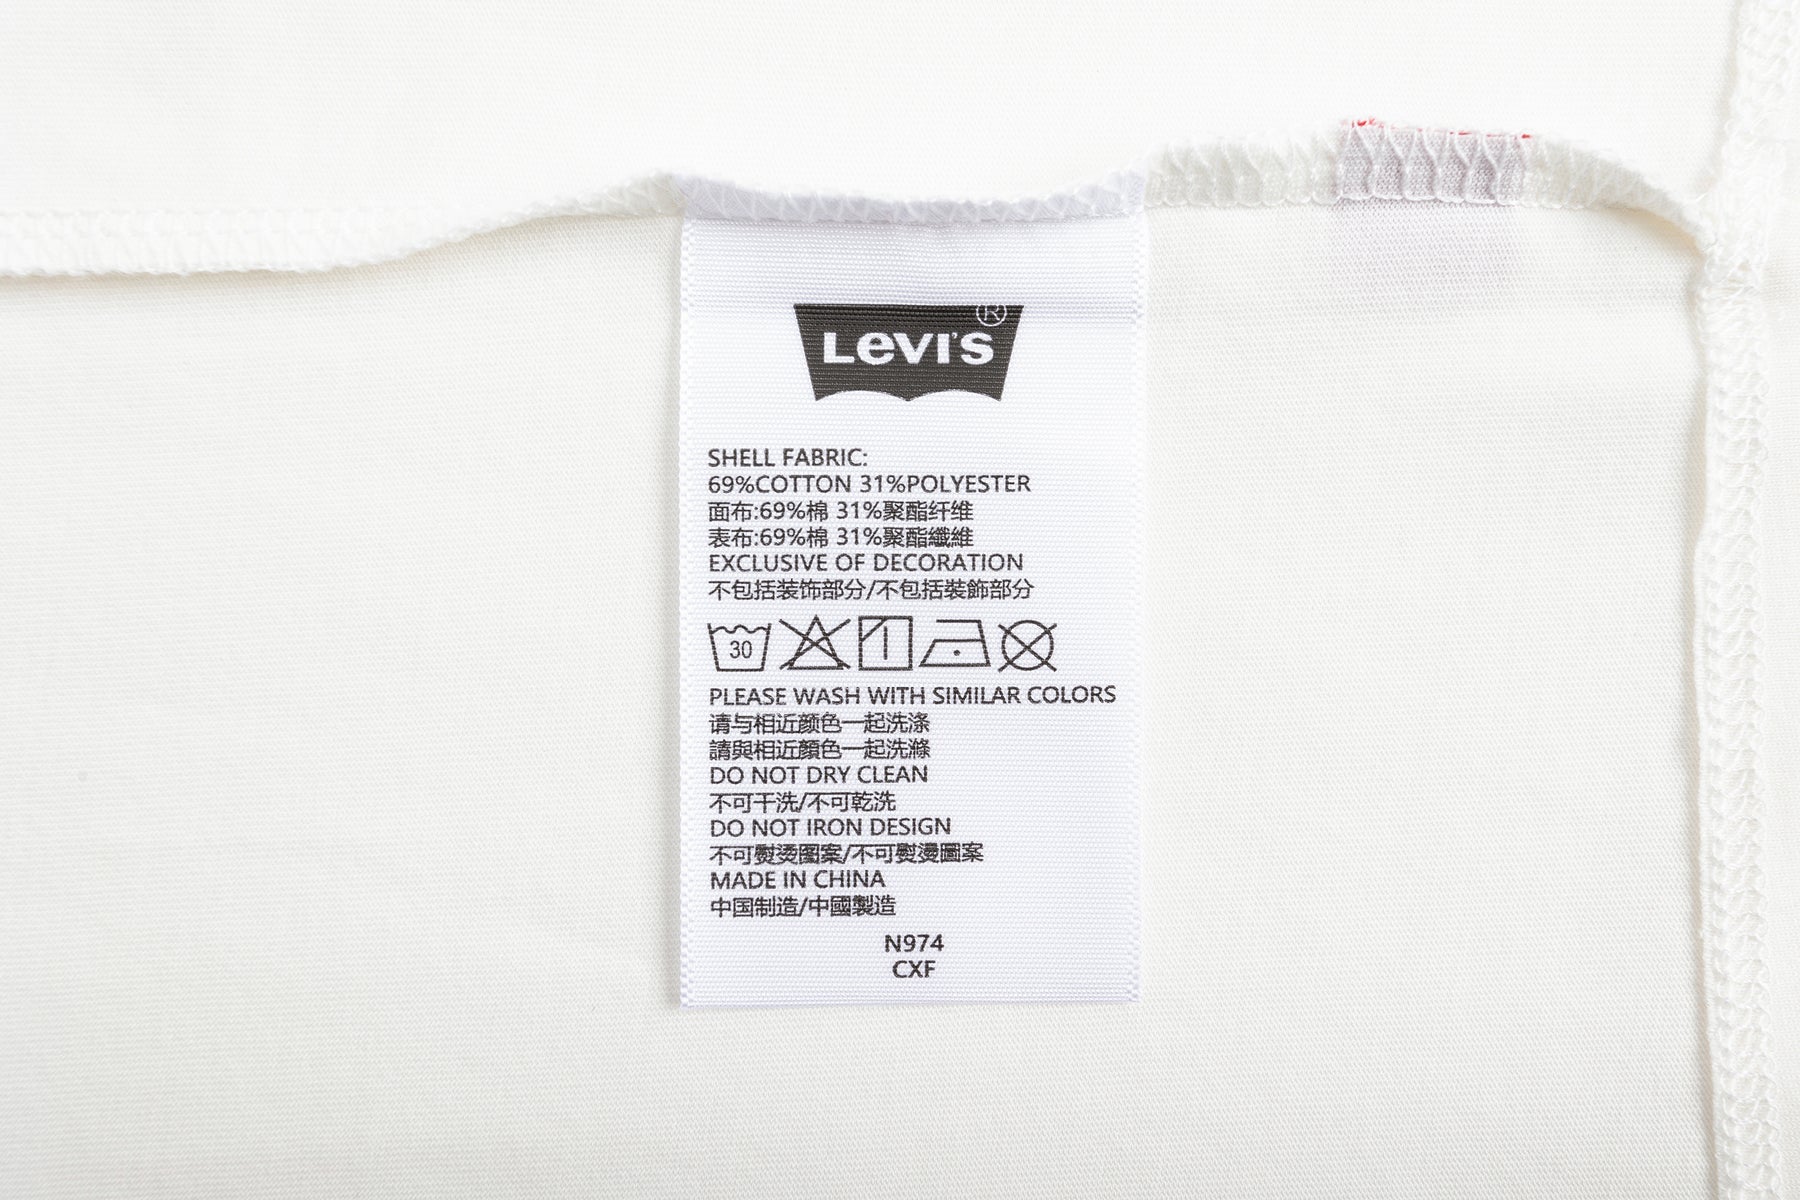 Levi's ®
SHELL FABRIC:
69%COTTON 31%POLYESTER
面布:69%棉 31%聚酯纤维
表布:69%棉 31%聚酯纖維
EXCLUSIVE OF DECORATION
不包括装饰部分/不包括裝飾部分
30
PLEASE WASH WITH SIMILAR COLORS
请与相近颜色一起洗涤
請與相近顏色一起洗滌
DO NOT DRY CLEAN
不可干洗/不可乾洗
DO NOT IRON DESIGN
不可熨烫图案/不可熨燙圖案
MADE IN CHINA
中国制造/中國製造
N974
CXF